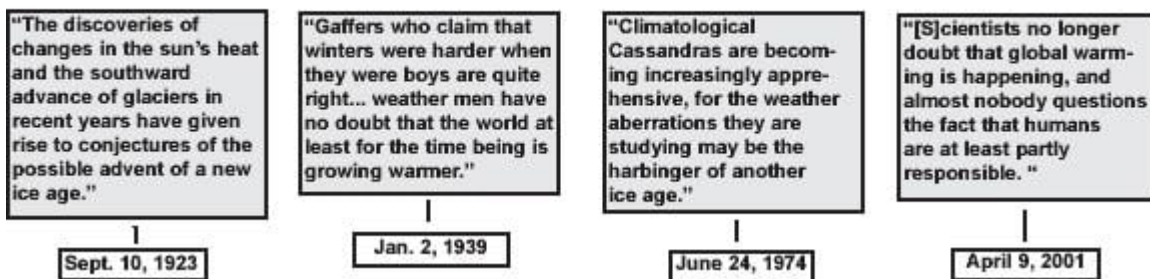 “The discoveries of
changes in the sun’s heat
and the southward
advance of glaciers in
recent years have given
rise to conjectures of the
possible advent of a new
ice age.”
Sept. 10, 1923
“Gaffers who claim that
winters were harder when
they were boys are quite
right... weather men have
no doubt that the world at
least for the time being is
growing warmer.”
Jan. 2, 1939
“Climatological
Cassandras are becom-
ing increasingly appre-
hensive, for the weather
aberrations they are
studying may be the
harbinger of another
ice age.”
June 24, 1974
“[S]cientists no longer
doubt that global warm-
ing is happening, and
almost nobody questions
the fact that humans
are at least partly
responsible. “
April 9, 2001